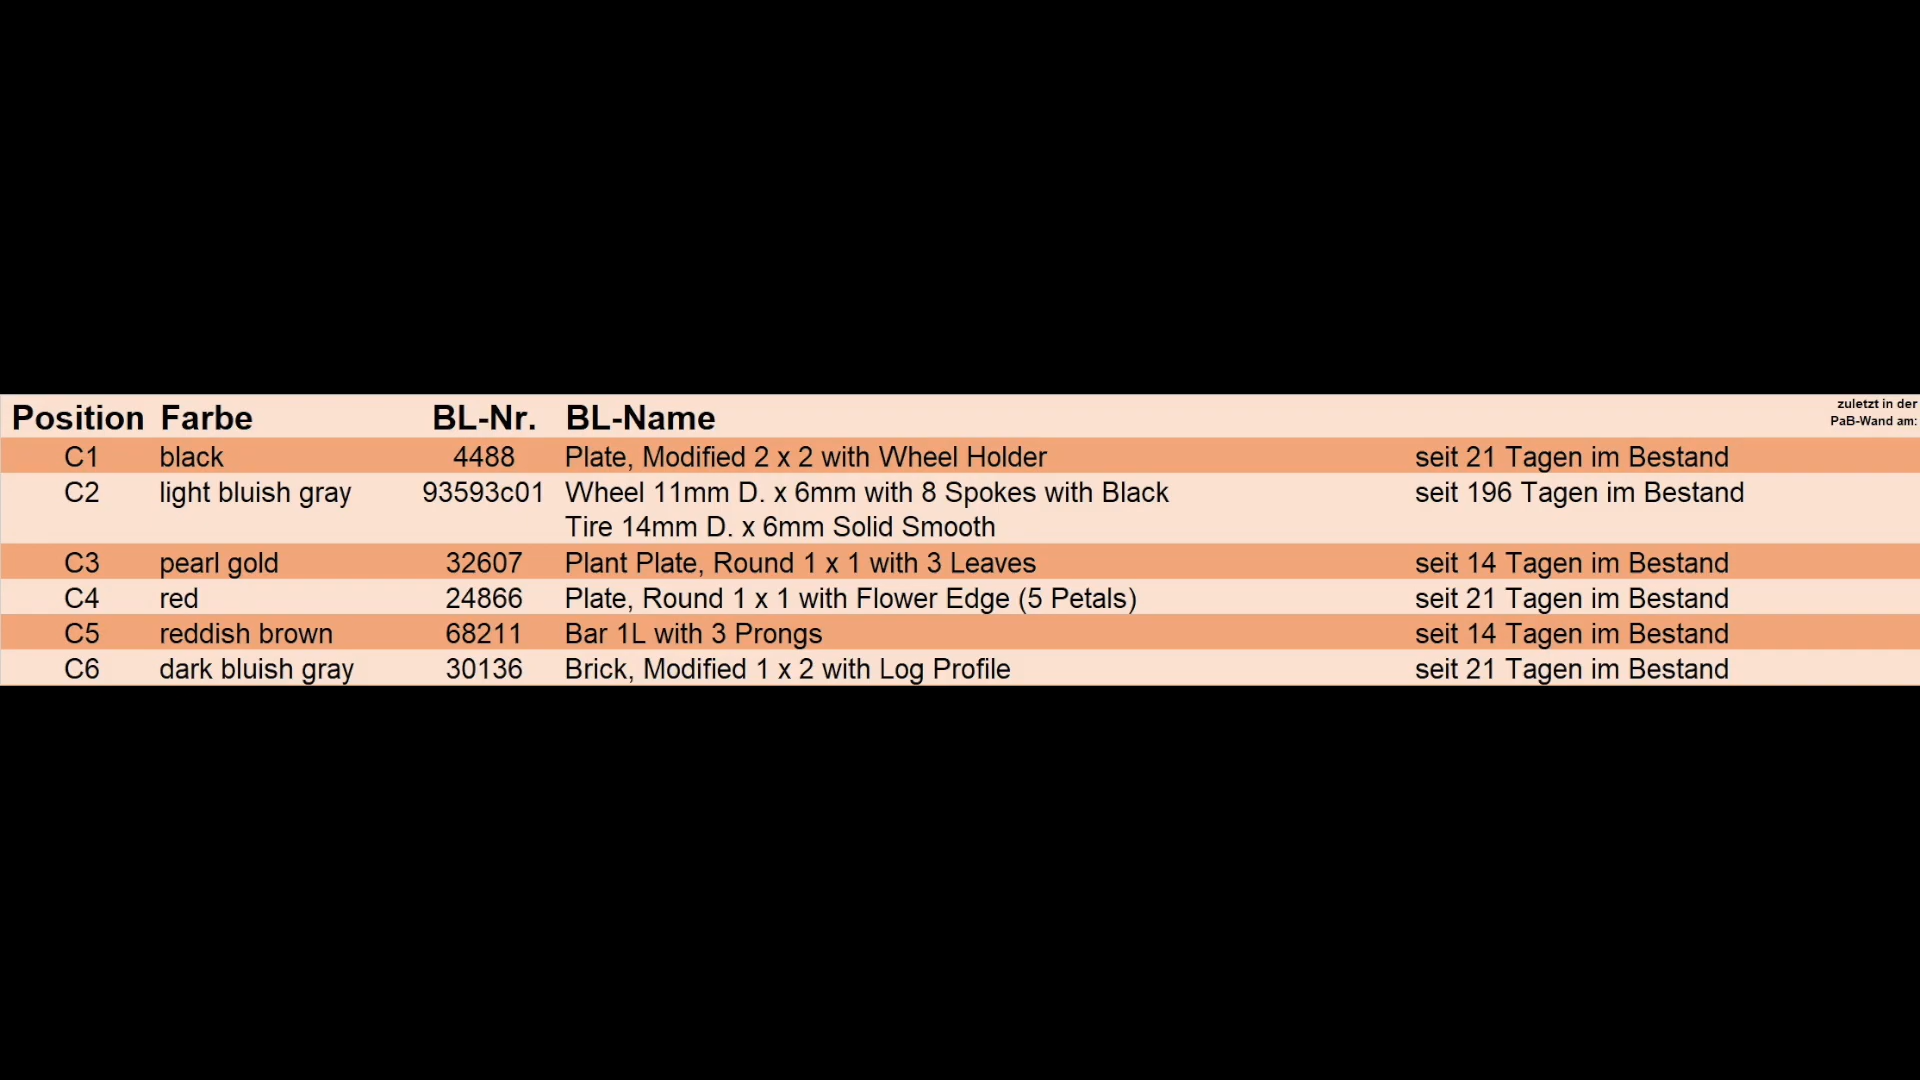 Position Farbe BL-Nr. BL-Name zuletzt in der
PaB-Wand am:
C1 black 4488 Plate, Modified 2 x 2 with Wheel Holder seit 21 Tagen im Bestand
C2 light bluish gray 93593c01 Wheel 11mm D. x 6mm with 8 Spokes with Black seit 196 Tagen im Bestand
Tire 14mm D. x 6mm Solid Smooth
C3 pearl gold 32607 Plant Plate, Round 1 x 1 with 3 Leaves seit 14 Tagen im Bestand
C4 red 24866 Plate, Round 1 x 1 with Flower Edge (5 Petals) seit 21 Tagen im Bestand
C5 reddish brown 68211 Bar 1L with 3 Prongs seit 14 Tagen im Bestand
C6 dark bluish gray 30136 Brick, Modified 1 x 2 with Log Profile seit 21 Tagen im Bestand